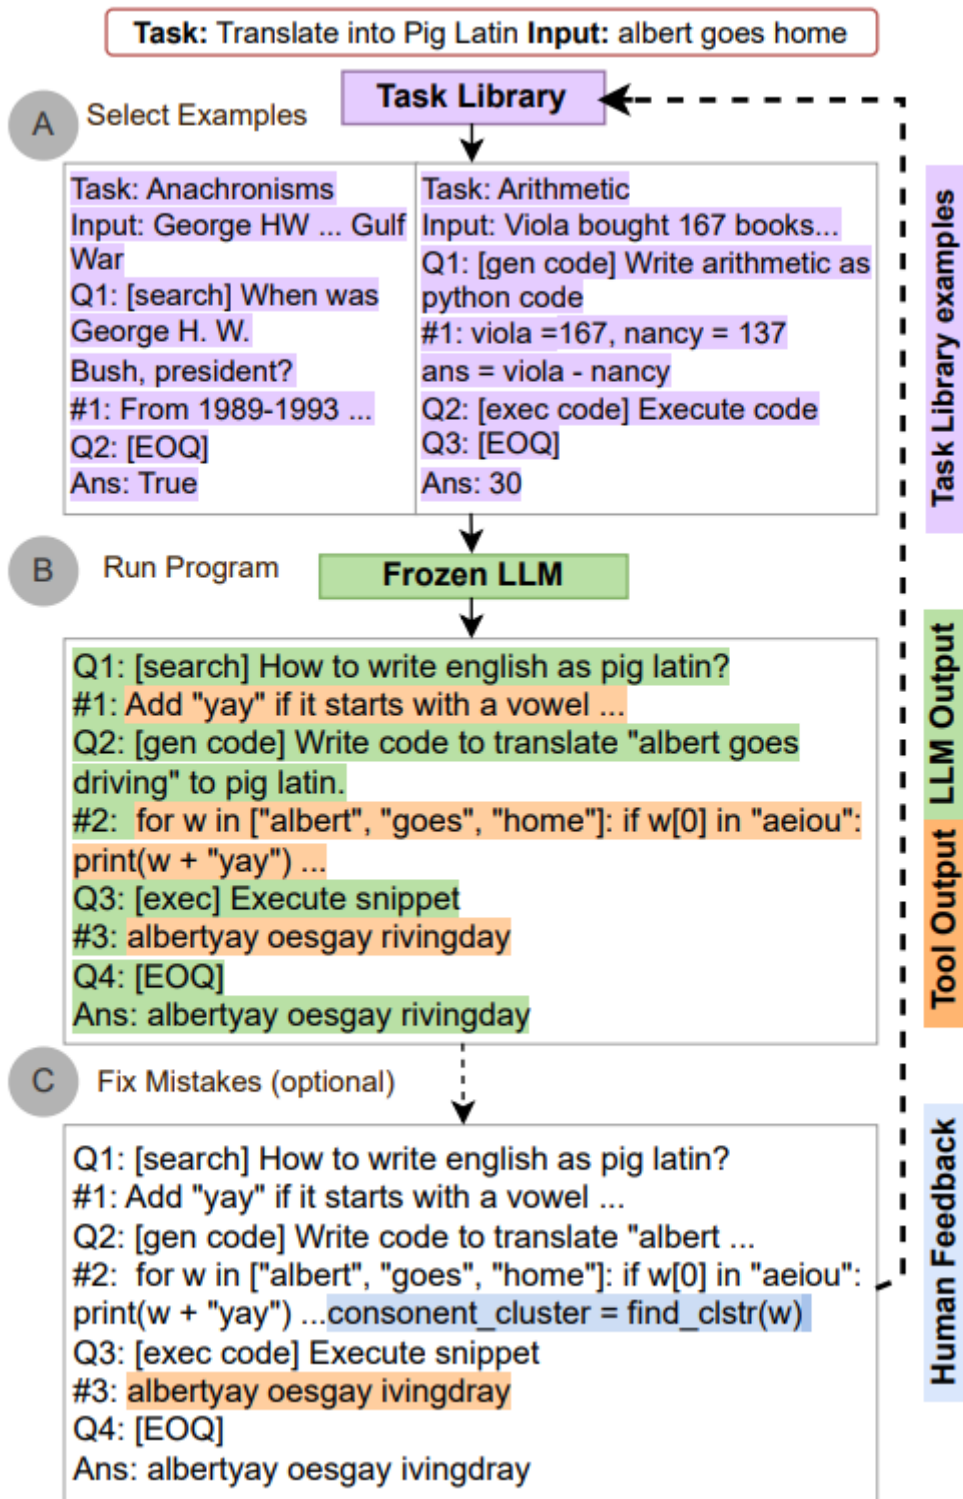 Task: Translate into Pig Latin Input: albert goes home
Task Library
A
Select Examples
Task: Anachronisms
Input: George HW ... Gulf
War
Q1: [search] When was
George H. W.
Bush, president?
#1: From 1989-1993 ...
Q2: [EOQ]
Ans: True
Task: Arithmetic
Input: Viola bought 167 books...
Q1: [gen code] Write arithmetic as
python code
#1: viola =167, nancy = 137
ans = viola - nancy
Q2: [exec code] Execute code
Q3: [EOQ]
Ans: 30
Task Library examples
B
Run Program
Frozen LLM
Q1: [search] How to write english as pig latin?
#1: Add "yay" if it starts with a vowel ...
Q2: [gen code] Write code to translate "albert goes
driving" to pig latin.
#2: for w in ["albert", "goes", "home"]: if w[0] in "aeiou":
print(w + "yay") ...
Q3: [exec] Execute snippet
#3: albertyay oesgay rivingday
Q4: [EOQ]
Ans: albertyay oesgay rivingday
LLM Output
Tool Output
C
Fix Mistakes (optional)
Q1: [search] How to write english as pig latin?
#1: Add "yay" if it starts with a vowel ...
Q2: [gen code] Write code to translate "albert ...
#2: for w in ["albert", "goes", "home"]: if w[0] in "aeiou":
print(w + "yay") ...consonent_cluster = find_clstr(w)
Q3: [exec code] Execute snippet
#3: albertyay oesgay ivingdray
Q4: [EOQ]
Ans: albertyay oesgay ivingdray
Human Feedback